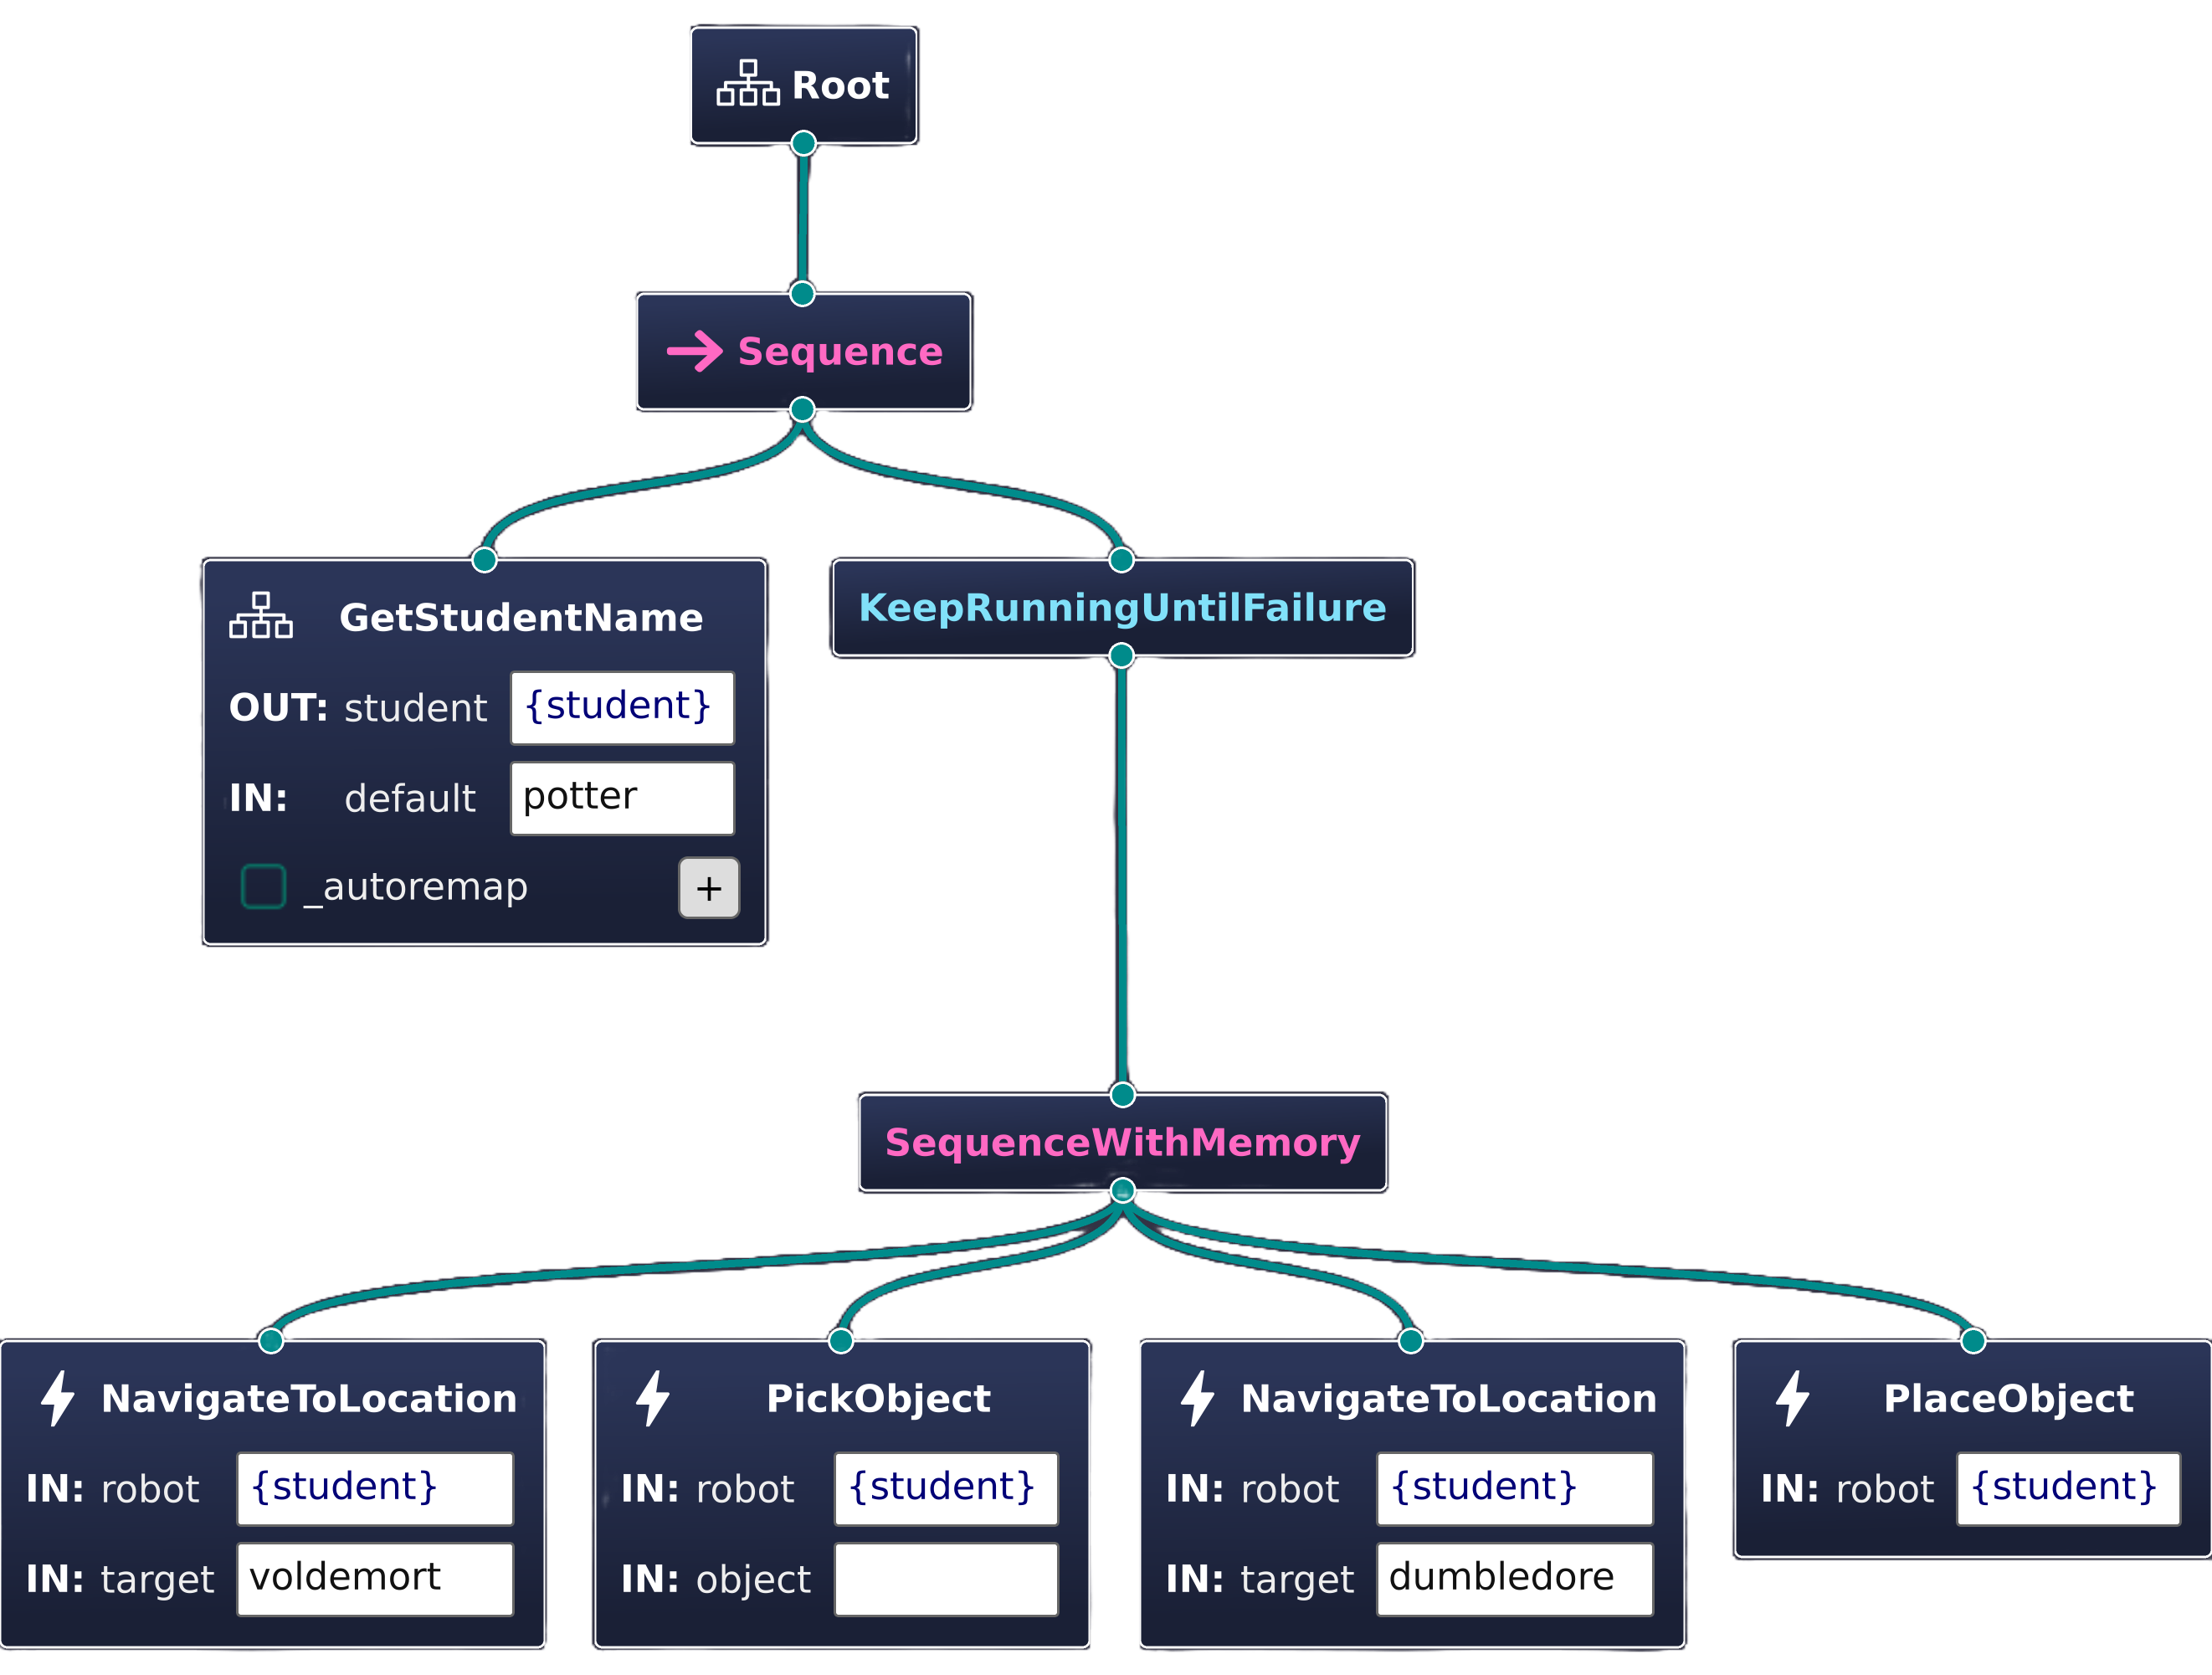 Root
Sequence
GetStudentName
OUT: student {student}
IN: default potter
_autoremap +
KeepRunningUntilFailure
SequenceWithMemory
NavigateToLocation
IN: robot {student}
IN: target voldemort
PickObject
IN: robot {student}
IN: object
NavigateToLocation
IN: robot {student}
IN: target dumbledore
PlaceObject
IN: robot {student}